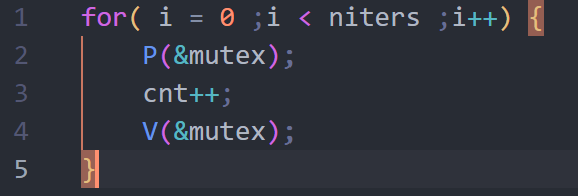 1 for( i = 0 ;i < niters ;i++) {
2 P(&mutex);
3 cnt++;
4 V(&mutex);
5 }